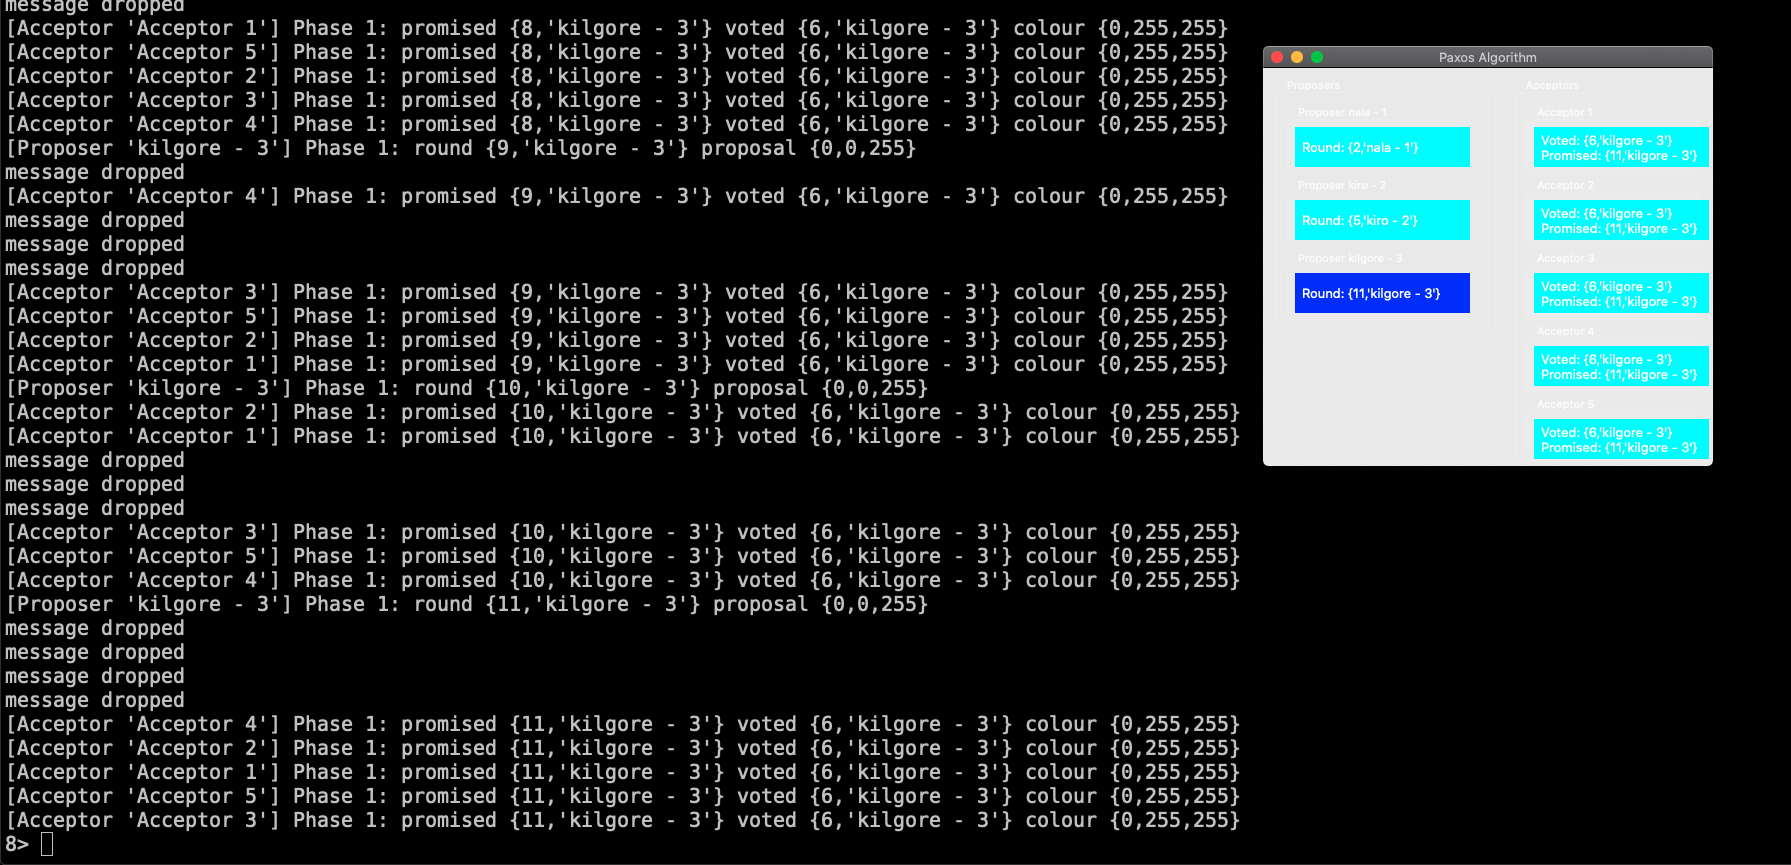 message dropped
[Acceptor 'Acceptor 1'] Phase 1: promised {8,'kilgore - 3'} voted {6,'kilgore - 3'} colour {0,255,255}
[Acceptor 'Acceptor 5'] Phase 1: promised {8,'kilgore - 3'} voted {6,'kilgore - 3'} colour {0,255,255}
[Acceptor 'Acceptor 2'] Phase 1: promised {8,'kilgore - 3'} voted {6,'kilgore - 3'} colour {0,255,255}
[Acceptor 'Acceptor 3'] Phase 1: promised {8,'kilgore - 3'} voted {6,'kilgore - 3'} colour {0,255,255}
[Acceptor 'Acceptor 4'] Phase 1: promised {8,'kilgore - 3'} voted {6,'kilgore - 3'} colour {0,255,255}
[Proposer 'kilgore - 3'] Phase 1: round {9,'kilgore - 3'} proposal {0,0,255}
message dropped
[Acceptor 'Acceptor 4'] Phase 1: promised {9,'kilgore - 3'} voted {6,'kilgore - 3'} colour {0,255,255}
message dropped
message dropped
message dropped
[Acceptor 'Acceptor 3'] Phase 1: promised {9,'kilgore - 3'} voted {6,'kilgore - 3'} colour {0,255,255}
[Acceptor 'Acceptor 5'] Phase 1: promised {9,'kilgore - 3'} voted {6,'kilgore - 3'} colour {0,255,255}
[Acceptor 'Acceptor 2'] Phase 1: promised {9,'kilgore - 3'} voted {6,'kilgore - 3'} colour {0,255,255}
[Acceptor 'Acceptor 1'] Phase 1: promised {9,'kilgore - 3'} voted {6,'kilgore - 3'} colour {0,255,255}
[Proposer 'kilgore - 3'] Phase 1: round {10,'kilgore - 3'} proposal {0,0,255}
[Acceptor 'Acceptor 2'] Phase 1: promised {10,'kilgore - 3'} voted {6,'kilgore - 3'} colour {0,255,255}
[Acceptor 'Acceptor 1'] Phase 1: promised {10,'kilgore - 3'} voted {6,'kilgore - 3'} colour {0,255,255}
message dropped
message dropped
message dropped
[Acceptor 'Acceptor 3'] Phase 1: promised {10,'kilgore - 3'} voted {6,'kilgore - 3'} colour {0,255,255}
[Acceptor 'Acceptor 5'] Phase 1: promised {10,'kilgore - 3'} voted {6,'kilgore - 3'} colour {0,255,255}
[Acceptor 'Acceptor 4'] Phase 1: promised {10,'kilgore - 3'} voted {6,'kilgore - 3'} colour {0,255,255}
[Proposer 'kilgore - 3'] Phase 1: round {11,'kilgore - 3'} proposal {0,0,255}
message dropped
message dropped
message dropped
message dropped
[Acceptor 'Acceptor 4'] Phase 1: promised {11,'kilgore - 3'} voted {6,'kilgore - 3'} colour {0,255,255}
[Acceptor 'Acceptor 2'] Phase 1: promised {11,'kilgore - 3'} voted {6,'kilgore - 3'} colour {0,255,255}
[Acceptor 'Acceptor 1'] Phase 1: promised {11,'kilgore - 3'} voted {6,'kilgore - 3'} colour {0,255,255}
[Acceptor 'Acceptor 5'] Phase 1: promised {11,'kilgore - 3'} voted {6,'kilgore - 3'} colour {0,255,255}
[Acceptor 'Acceptor 3'] Phase 1: promised {11,'kilgore - 3'} voted {6,'kilgore - 3'} colour {0,255,255}
8>
Paxos Algorithm
Proposers
Proposer nala - 1
Round: {2,'nala - 1'}
Proposer kiro - 2
Round: {5,'kiro - 2'}
Proposer kilgore - 3
Round: {11,'kilgore - 3'}
Acceptors
Acceptor 1
Voted: {6,'kilgore - 3'}
Promised: {11,'kilgore - 3'}
Acceptor 2
Voted: {6,'kilgore - 3'}
Promised: {11,'kilgore - 3'}
Acceptor 3
Voted: {6,'kilgore - 3'}
Promised: {11,'kilgore - 3'}
Acceptor 4
Voted: {6,'kilgore - 3'}
Promised: {11,'kilgore - 3'}
Acceptor 5
Voted: {6,'kilgore - 3'}
Promised: {11,'kilgore - 3'}